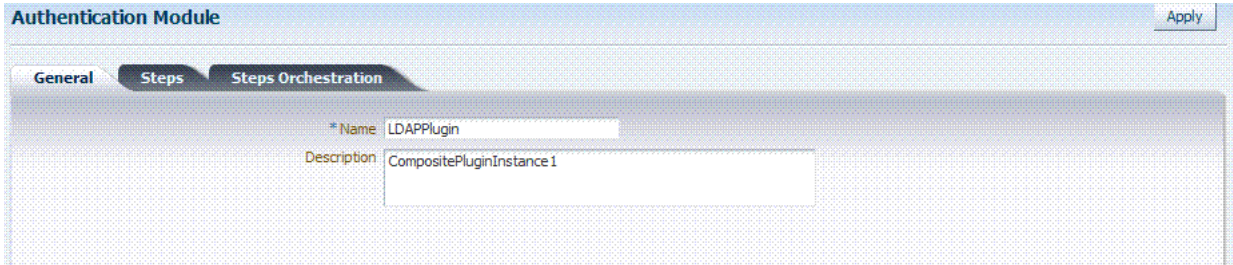 Authentication Module
Apply
General Steps Steps Orchestration
* Name LDAPPlugin
Description CompositePluginInstance1